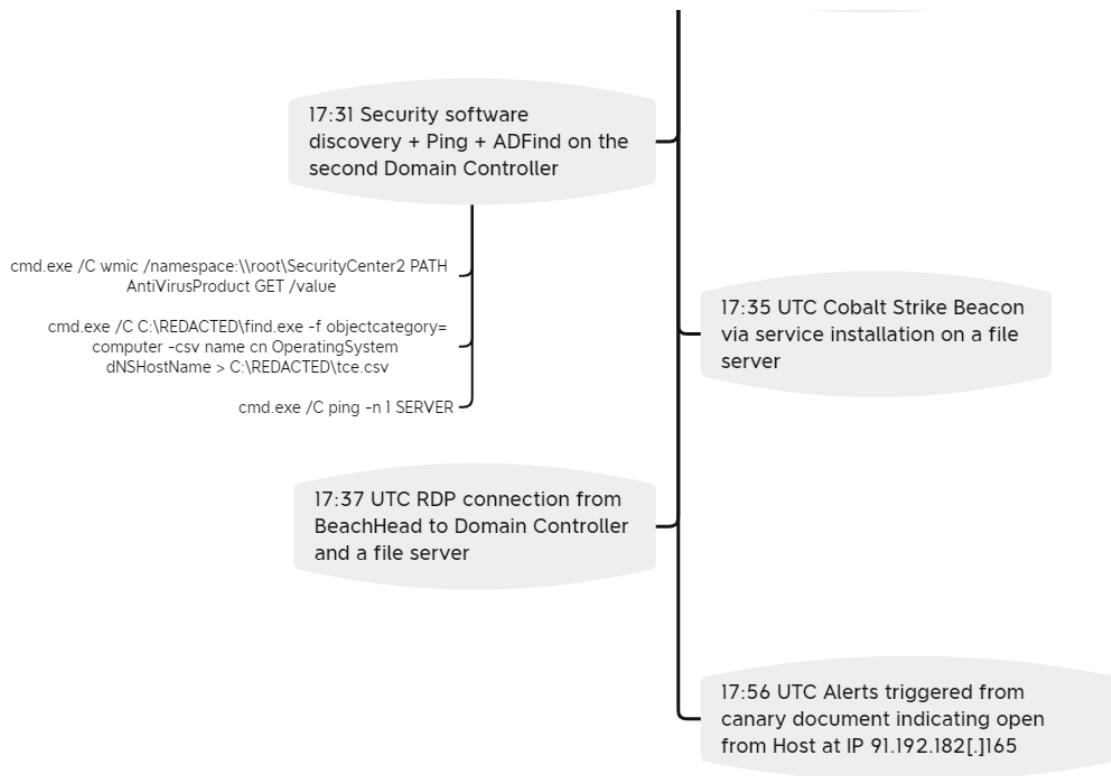 17:31 Security software
discovery + Ping + ADFind on the
second Domain Controller
cmd.exe /C wmic /namespace:\\root\SecurityCenter2 PATH
AntiVirusProduct GET /value
cmd.exe /C C:\REDACTED\find.exe -f objectcategory=
computer -csv name cn OperatingSystem
dNSHostName > C:\REDACTED\tce.csv
cmd.exe /C ping -n 1 SERVER
17:35 UTC Cobalt Strike Beacon
via service installation on a file
server
17:37 UTC RDP connection from
BeachHead to Domain Controller
and a file server
17:56 UTC Alerts triggered from
canary document indicating open
from Host at IP 91.192.182[.]165